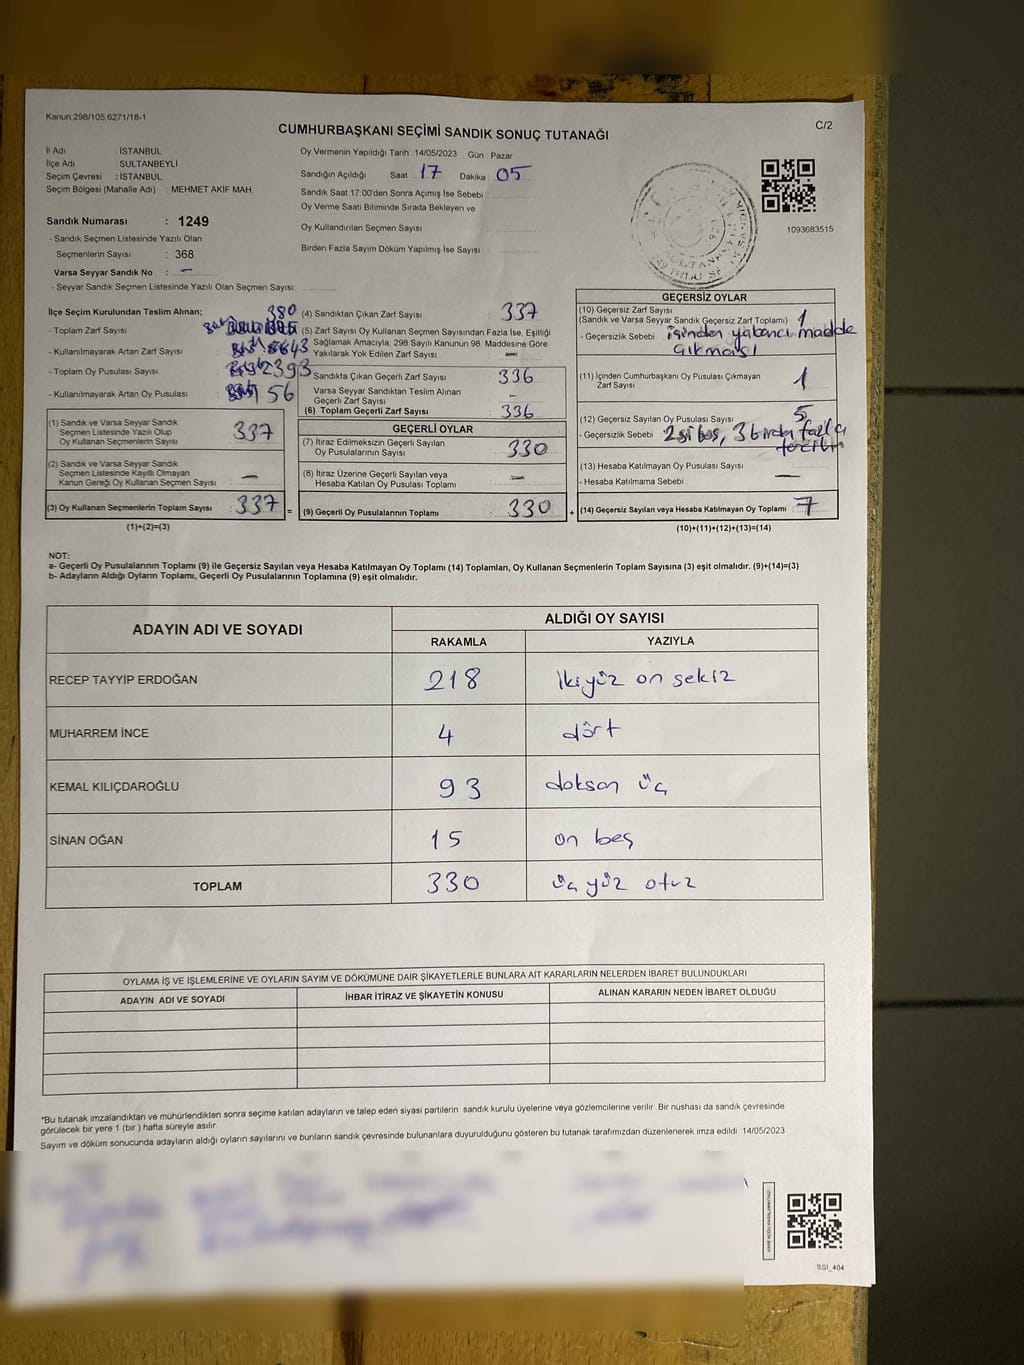 Kanun,298/105,6271/18-1
CUMHURBAŞKANI SEÇİMİ SANDIK SONUÇ TUTANAĞI
C/2
İl Adı : İSTANBUL
İlçe Adı : SULTANBEYLİ
Seçim Çevresi : İSTANBUL
Seçim Bölgesi (Mahalle Adı) : MEHMET AKİF MAH.
Sandık Numarası : 1249
- Sandık Seçmen Listesinde Yazılı Olan
Seçmenlerin Sayısı : 368
Varsa Seyyar Sandık No : –
- Seyyar Sandık Seçmen Listesinde Yazılı Olan Seçmen Sayısı:
Oy Vermenin Yapıldığı Tarih : 14/05/2023 Gün : Pazar
Sandığın Açıldığı Saat : 17 Dakika : 05
Sandık Saat 17:00'den Sonra Açımış İse Sebebi :
Oy Verme Saati Bitiminde Sırada Bekleyen ve
Oy Kullandırılan Seçmen Sayısı :
Birden Fazla Sayım Döküm Yapılmış İse Sayısı :
1093683515
İlçe Seçim Kurulundan Teslim Alınan;
- Toplam Zarf Sayısı : 380
- Kullanılmayarak Artan Zarf Sayısı : 43
- Toplam Oy Pusulası Sayısı : 393
- Kullanılmayarak Artan Oy Pusulası : 56
(1) Sandık ve Varsa Seyyar Sandık
Seçmen Listesinde Yazılı Olup
Oy Kullanan Seçmenlerin Sayısı : 337
(2) Sandık ve Varsa Seyyar Sandık
Seçmen Listesinde Kayıtlı Olmayan
Kanun Gereği Oy Kullanan Seçmen Sayısı : –
(3) Oy Kullanan Seçmenlerin Toplam Sayısı : 337 =
(1)+(2)=(3)
(4) Sandıktan Çıkan Zarf Sayısı : 337
(5) Zarf Sayısı Oy Kullanan Seçmen Sayısından Fazla İse, Eşitliği
Sağlamak Amacıyla, 298 Sayılı Kanunun 98. Maddesine Göre
Yakılarak Yok Edilen Zarf Sayısı : –
Sandıkta Çıkan Geçerli Zarf Sayısı : 336
Varsa Seyyar Sandıktan Teslim Alınan
Geçerli Zarf Sayısı : –
(6) Toplam Geçerli Zarf Sayısı : 336
GEÇERLİ OYLAR
(7) İtiraz Edilmeksizin Geçerli Sayılan
Oy Pusulalarının Sayısı : 330
(8) İtiraz Üzerine Geçerli Sayılan veya
Hesaba Katılan Oy Pusulası Toplamı : –
(9) Geçerli Oy Pusulalarının Toplamı : 330 +
GEÇERSİZ OYLAR
(10) Geçersiz Zarf Sayısı
(Sandık ve Varsa Seyyar Sandık Geçersiz Zarf Toplamı) : 1
- Geçersizlik Sebebi : içinden yabancı madde
çıkması
(11) İçinden Cumhurbaşkanı Oy Pusulası Çıkmayan
Zarf Sayısı : 1
(12) Geçersiz Sayılan Oy Pusulası Sayısı : 5
- Geçersizlik Sebebi : 2si boş, 3 birden fazla
tercih
(13) Hesaba Katılmayan Oy Pusulası Sayısı :
- Hesaba Katılmama Sebebi : –
(14) Geçersiz Sayılan veya Hesaba Katılmayan Oy Toplamı : 7
(10)+(11)+(12)+(13)=(14)
NOT:
a- Geçerli Oy Pusulalarının Toplamı (9) ile Geçersiz Sayılan veya Hesaba Katılmayan Oy Toplamı (14) Toplamları, Oy Kullanan Seçmenlerin Toplam Sayısına (3) eşit olmalıdır. (9)+(14)=(3)
b- Adayların Aldığı Oyların Toplamı, Geçerli Oy Pusulalarının Toplamına (9) eşit olmalıdır.
ADAYIN ADI VE SOYADI
ALDIĞI OY SAYISI
RAKAMLA YAZIYLA
RECEP TAYYİP ERDOĞAN 218 iki yüz on sekiz
MUHARREM İNCE 4 dört
KEMAL KILIÇDAROĞLU 93 doksan üç
SİNAN OĞAN 15 on beş
TOPLAM 330 üç yüz otuz
OYLAMA İŞ VE İŞLEMLERİNE VE OYLARIN SAYIM VE DÖKÜMÜNE DAİR ŞİKAYETLERLE BUNLARA AİT KARARLARIN NELERDEN İBARET BULUNDUKLARI
ADAYIN ADI VE SOYADI İHBAR İTİRAZ VE ŞİKAYETİN KONUSU ALINAN KARARIN NEDEN İBARET OLDUĞU
*Bu tutanak imzalandıktan ve mühürlendikten sonra seçime katılan adayların ve talep eden siyasi partilerin sandık kurulu üyelerine veya gözlemcilerine verilir. Bir nüshası da sandık çevresinde
görülecek bir yere 1 (bir) hafta süreyle asılır.
Sayım ve döküm sonucunda adayların aldığı oyların sayılarını ve bunların sandık çevresinde bulunanlara duyurulduğunu gösteren bu tutanak tarafımızdan düzenlenerek imza edildi. 14/05/2023
SSI_404